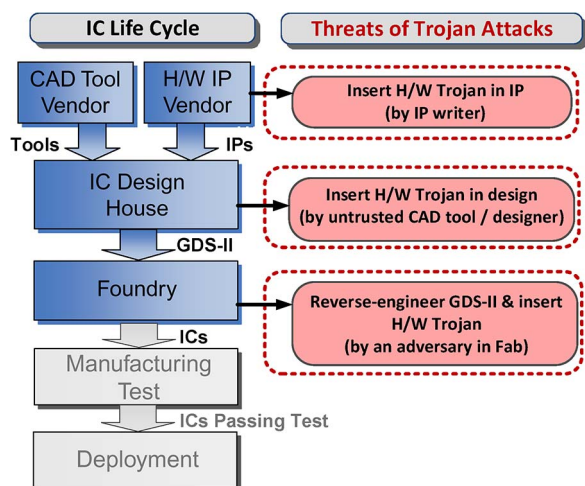 IC Life Cycle
Threats of Trojan Attacks
CAD Tool
Vendor
H/W IP
Vendor
Insert H/W Trojan in IP
(by IP writer)
Tools
IPs
IC Design
House
Insert H/W Trojan in design
(by untrusted CAD tool / designer)
GDS-II
Foundry
Reverse-engineer GDS-II & insert
H/W Trojan
(by an adversary in Fab)
ICs
Manufacturing
Test
ICs Passing Test
Deployment